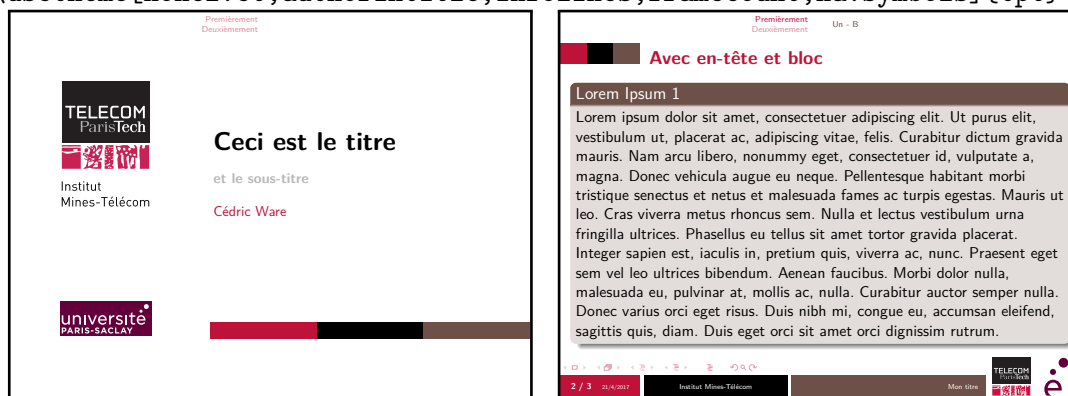 Premièrement
Deuxièmement
TELECOM
ParisTech
Institut
Mines-Télécom
université
PARIS-SACLAY
Ceci est le titre
et le sous-titre
Cédric Ware
Premièrement
Deuxièmement
Un - B
Avec en-tête et bloc
Lorem Ipsum 1
Lorem ipsum dolor sit amet, consectetuer adipiscing elit. Ut purus elit,
vestibulum ut, placerat ac, adipiscing vitae, felis. Curabitur dictum gravida
mauris. Nam arcu libero, nonummy eget, consectetuer id, vulputate a,
magna. Donec vehicula augue eu neque. Pellentesque habitant morbi
tristique senectus et netus et malesuada fames ac turpis egestas. Mauris ut
leo. Cras viverra metus rhoncus sem. Nulla et lectus vestibulum urna
fringilla ultrices. Phasellus eu tellus sit amet tortor gravida placerat.
Integer sapien est, iaculis in, pretium quis, viverra ac, nunc. Praesent eget
sem vel leo ultrices bibendum. Aenean faucibus. Morbi dolor nulla,
malesuada eu, pulvinar at, mollis ac, nulla. Curabitur auctor semper nulla.
Donec varius orci eget risus. Duis nibh mi, congue eu, accumsan eleifend,
sagittis quis, diam. Duis eget orci sit amet orci dignissim rutrum.
2 / 3 21/4/2017 Institut Mines-Télécom Mon titre
TELECOM
ParisTech